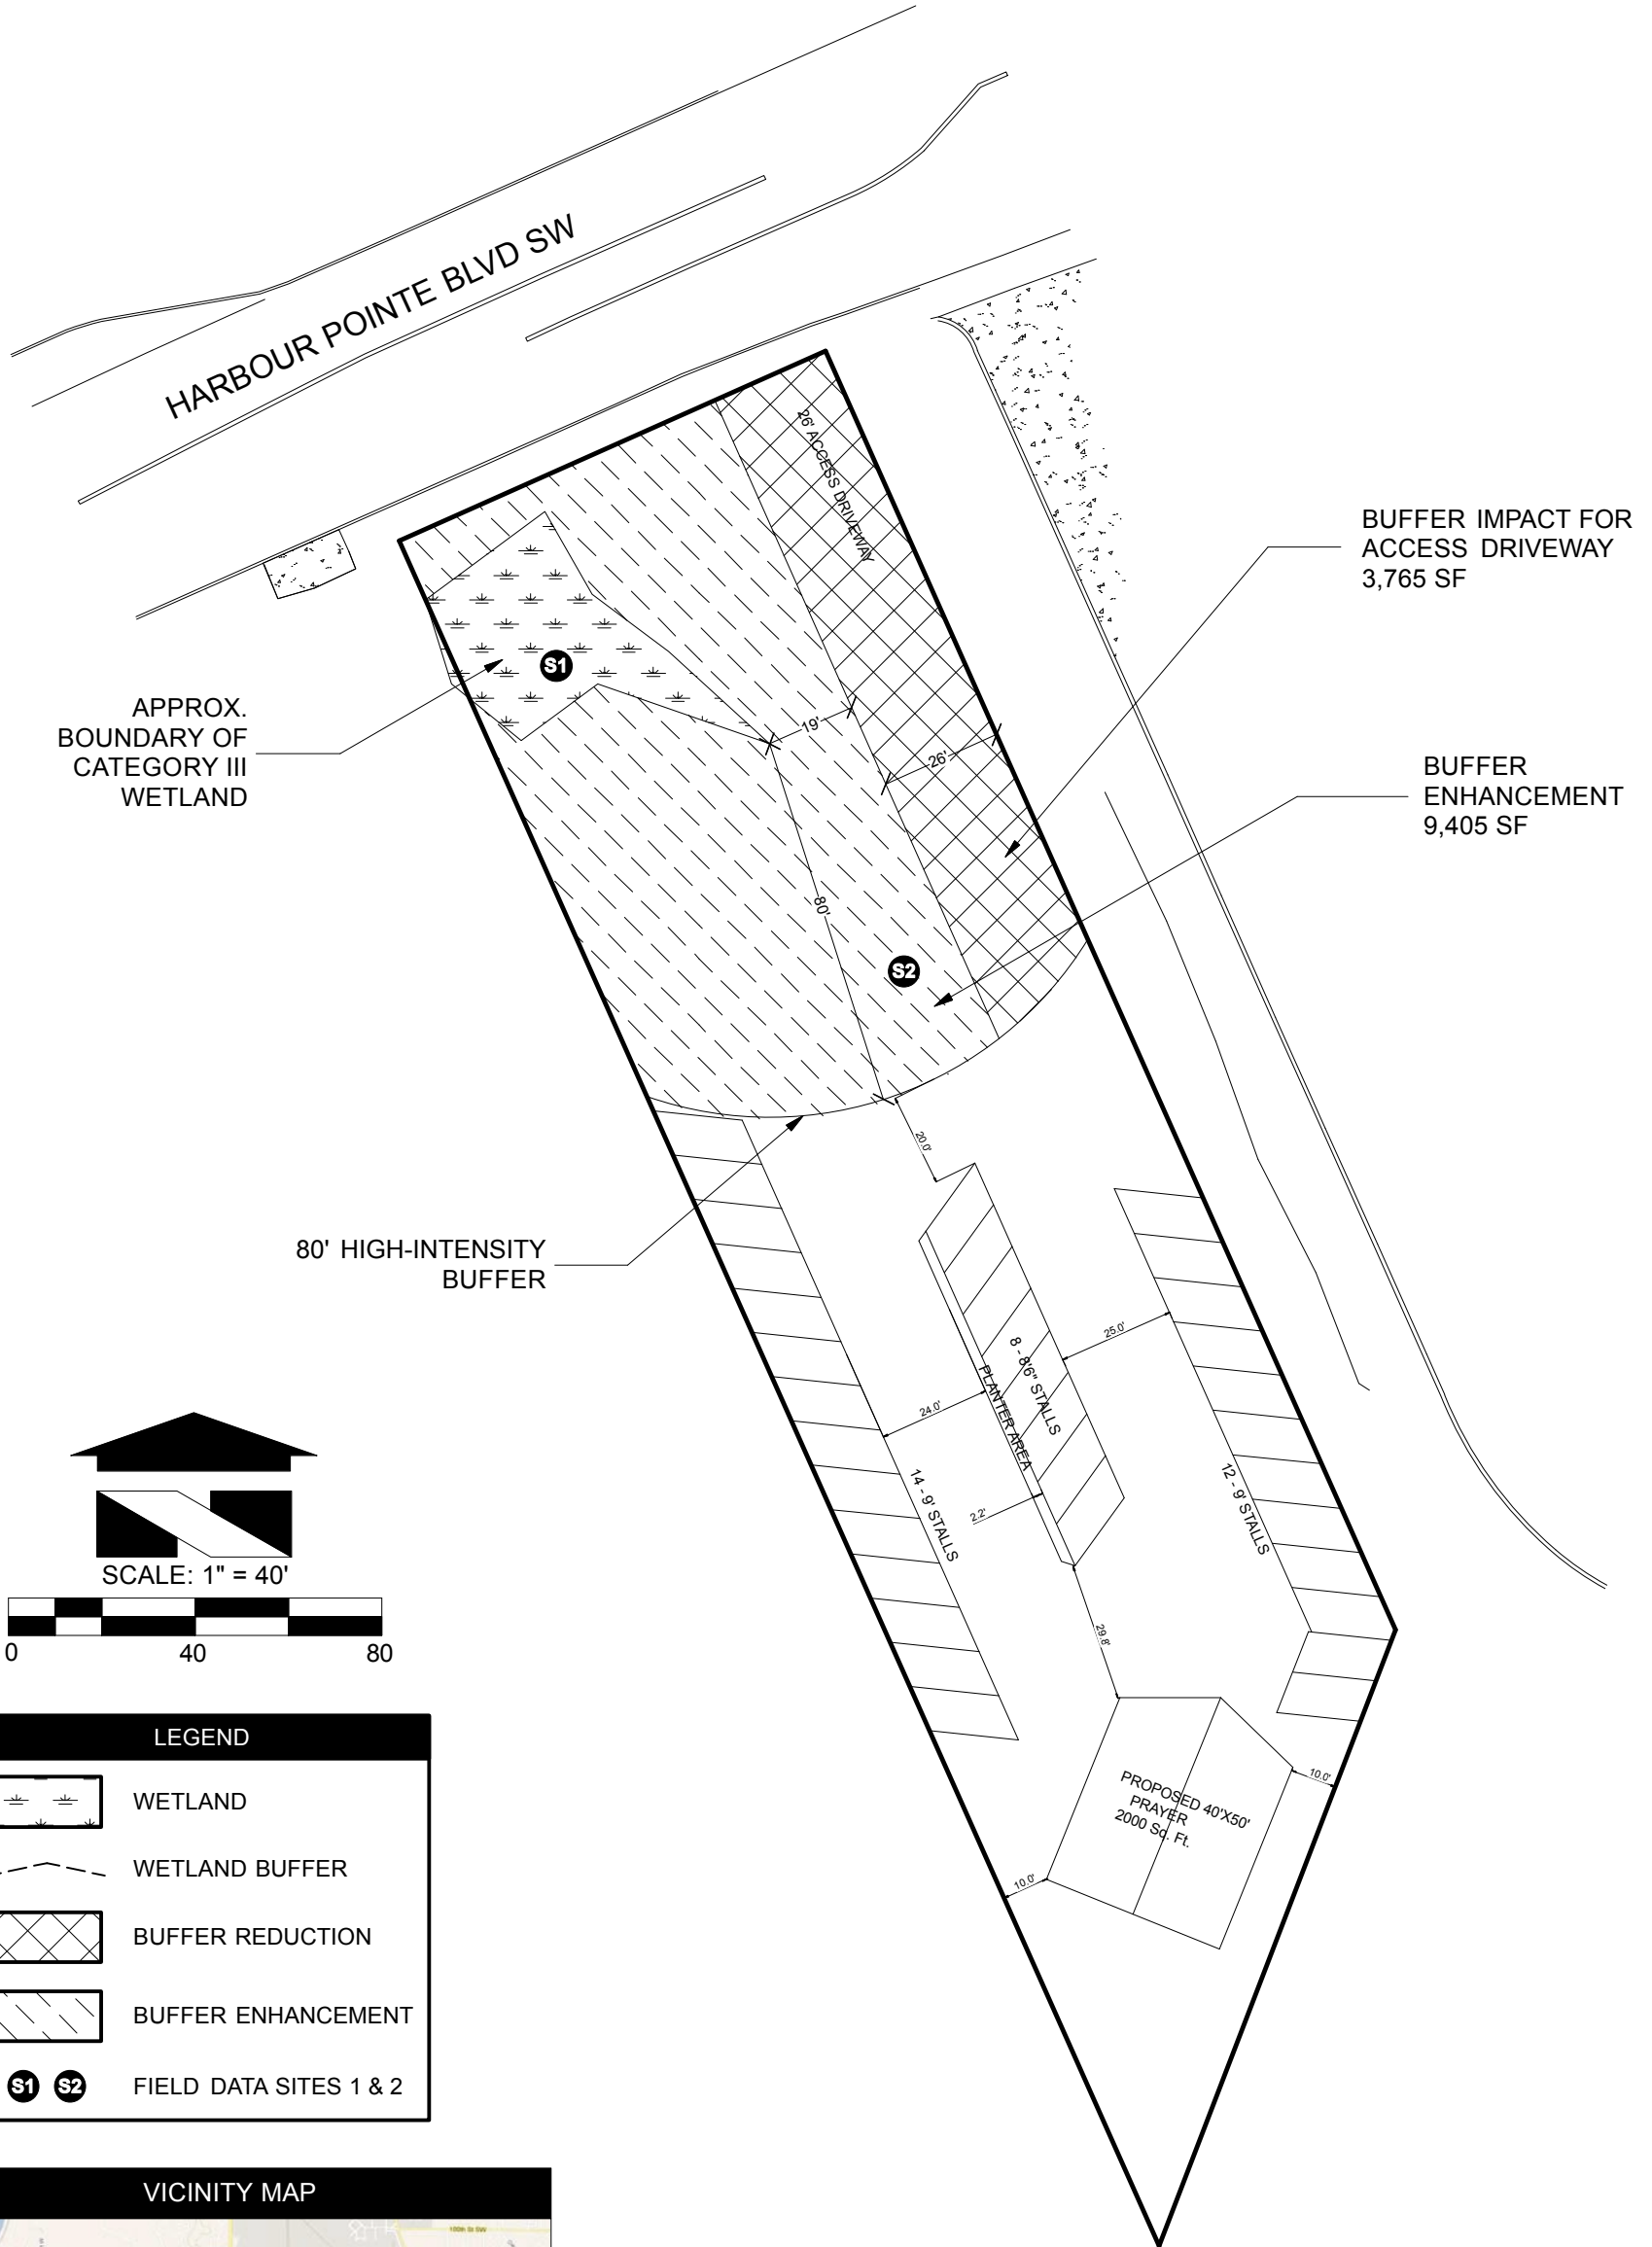 HARBOUR POINTE BLVD SW
26' ACCESS DRIVEWAY
BUFFER IMPACT FOR
ACCESS DRIVEWAY
3,765 SF
S1
APPROX.
BOUNDARY OF
CATEGORY III
WETLAND
19'
26'
BUFFER
ENHANCEMENT
9,405 SF
80'
S2
20.0'
80' HIGH-INTENSITY
BUFFER
25.0'
8 - 8'6" STALLS
PLANTER AREA
24.0'
14 - 9' STALLS
2.2'
12 - 9' STALLS
29.8'
PROPOSED 40'X50'
PRAYER
2000 Sq. Ft.
10.0'
10.0'
SCALE: 1" = 40'
0 40 80
LEGEND
WETLAND
WETLAND BUFFER
BUFFER REDUCTION
BUFFER ENHANCEMENT
S1 S2 FIELD DATA SITES 1 & 2
VICINITY MAP